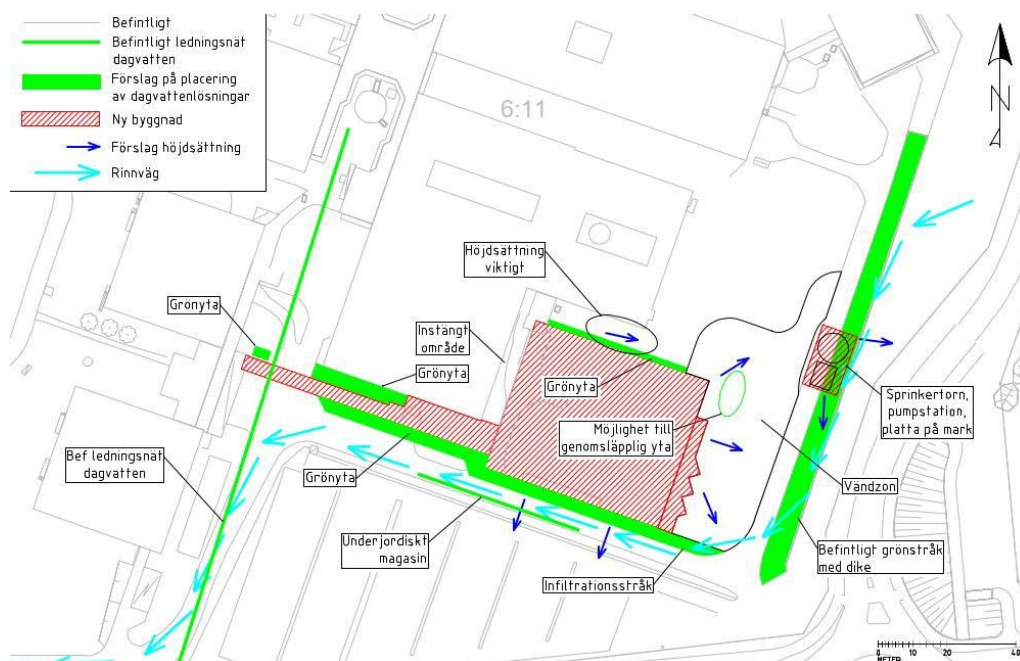 Befintligt
Befintligt ledningsnät
dagvatten
Förslag på placering
av dagvattenlösningar
Ny byggnad
Förslag höjdsättning
Rinnväg
6:11
N
Höjdsättning
viktigt
Grönyta
Instängt
område
Grönyta
Grönyta
Möjlighet till
genomsläpplig yta
Sprinkertorn,
pumpstation,
platta på mark
Bef ledningsnät
dagvatten
Grönyta
Vändzon
Underjordiskt
magasin
Infiltrationsstråk
Befintligt grönstråk
med dike
0 10 20 40
METER